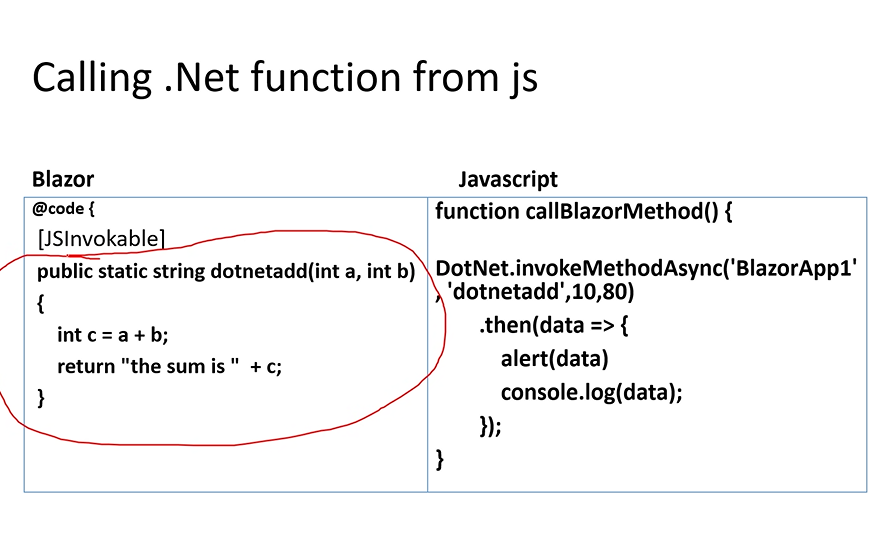 Calling .Net function from js
Blazor
@code {
[JSInvokable]
public static string dotnetadd(int a, int b)
{
int c = a + b;
return "the sum is "  + c;
}
Javascript
function callBlazorMethod() {
DotNet.invokeMethodAsync('BlazorApp1'
, 'dotnetadd',10,80)
.then(data => {
alert(data)
console.log(data);
});
}